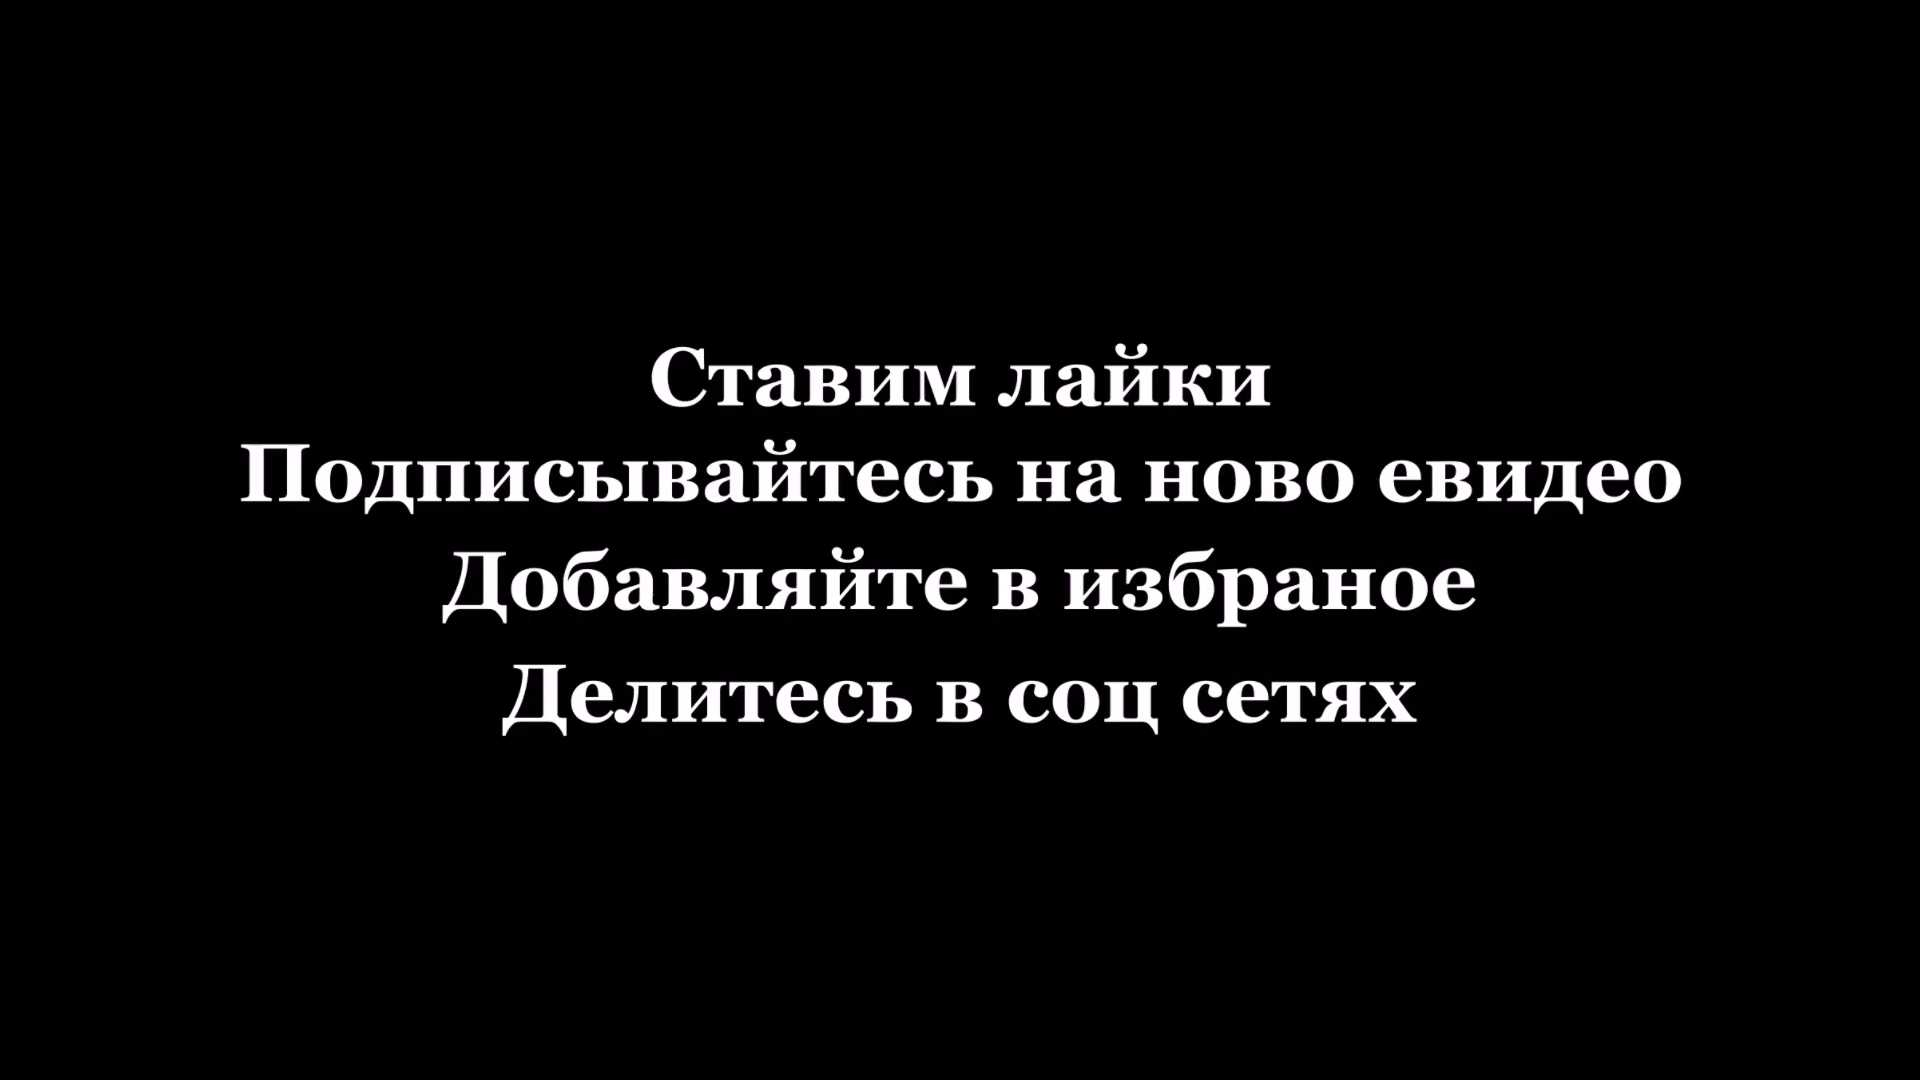 Ставим лайки
Подписывайтесь на ново евидео
Добавляйте в избраное
Делитесь в соц сетях